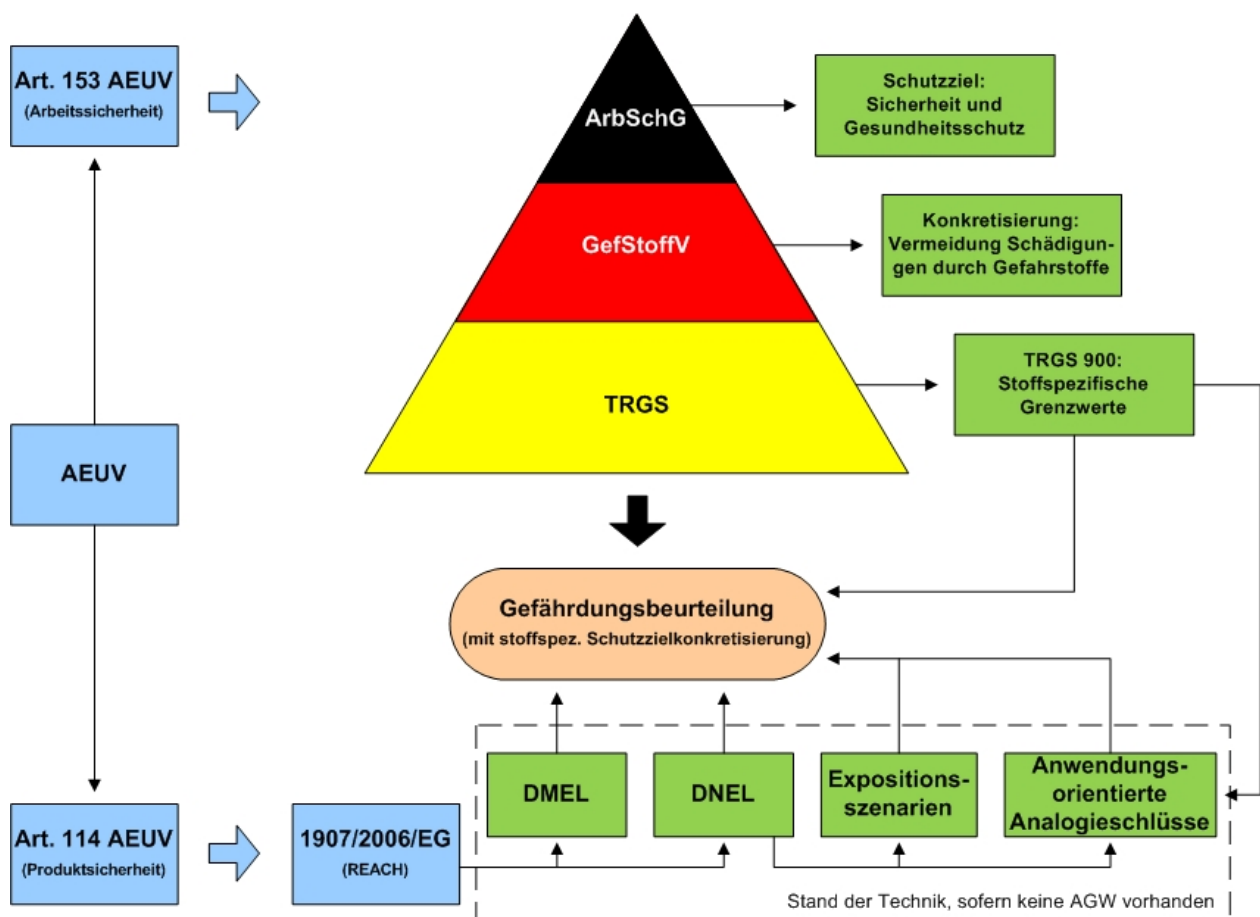 Art. 153 AEUV
(Arbeitssicherheit)
ArbSchG
Schutzziel:
Sicherheit und
Gesundheitsschutz
GefStoffV
Konkretisierung:
Vermeidung Schädigun-
gen durch Gefahrstoffe
TRGS
TRGS 900:
Stoffspezifische
Grenzwerte
AEUV
Gefährdungsbeurteilung
(mit stoffspez. Schutzzielkonkretisierung)
DMEL
DNEL
Expositions-
szenarien
Anwendungs-
orientierte
Analogieschlüsse
Art. 114 AEUV
(Produktsicherheit)
1907/2006/EG
(REACH)
Stand der Technik, sofern keine AGW vorhanden